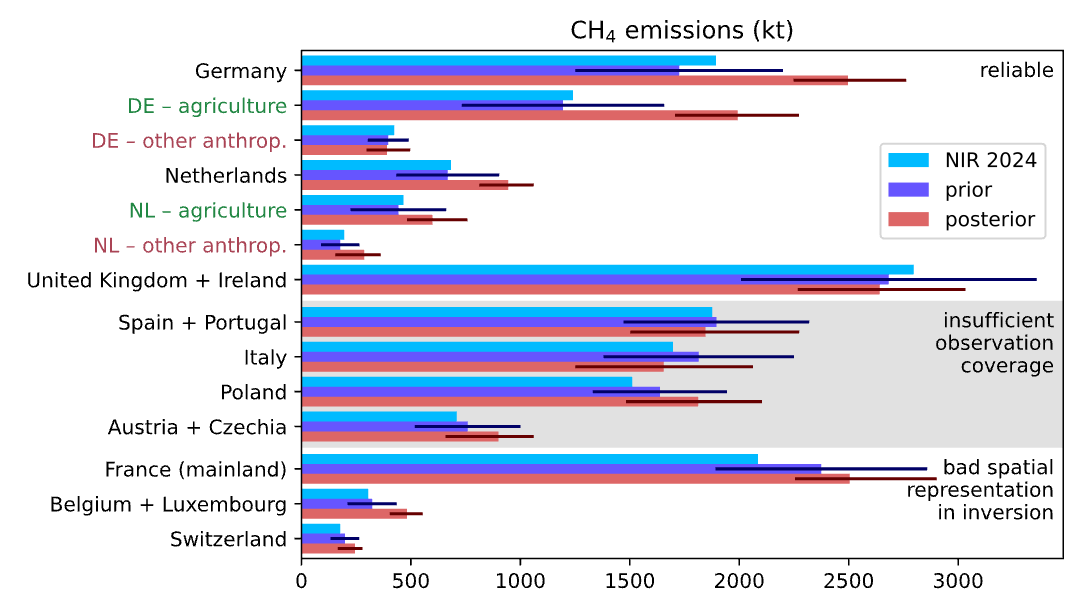 CH₄ emissions (kt)
Germany
reliable
DE – agriculture
DE – other anthrop.
NIR 2024
Netherlands
prior
NL – agriculture
posterior
NL – other anthrop.
United Kingdom + Ireland
Spain + Portugal
insufficient
observation
coverage
Italy
Poland
Austria + Czechia
France (mainland)
bad spatial
representation
in inversion
Belgium + Luxembourg
Switzerland
0 500 1000 1500 2000 2500 3000